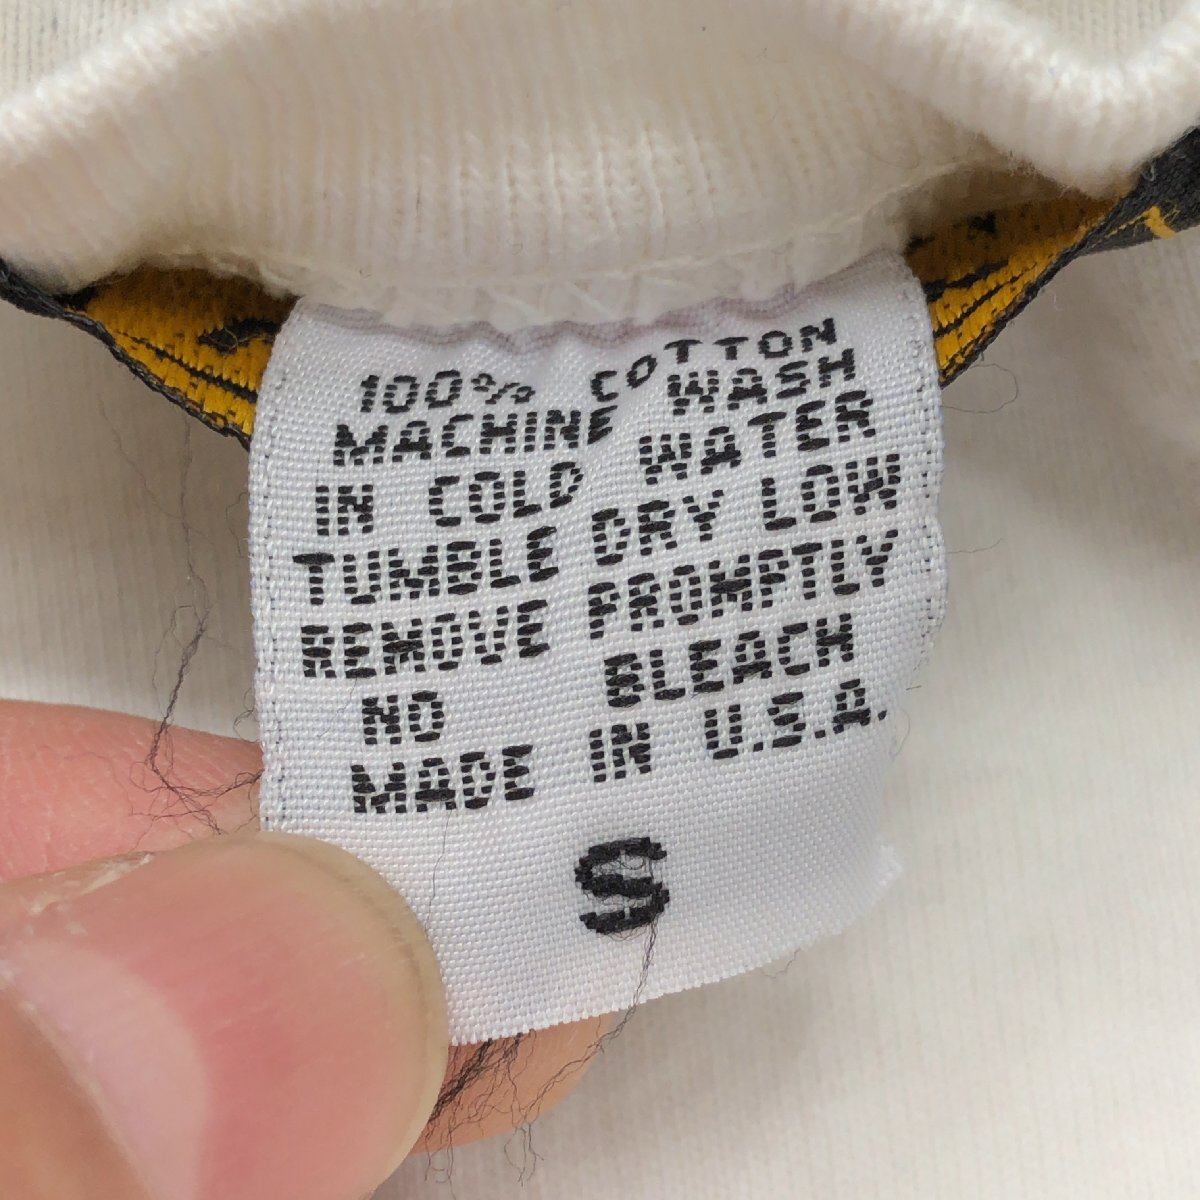 100% COTTON
MACHINE WASH
IN COLD WATER
TUMBLE DRY LOW
REMOVE PROMPTLY
NO BLEACH
MADE IN U.S.A.
S